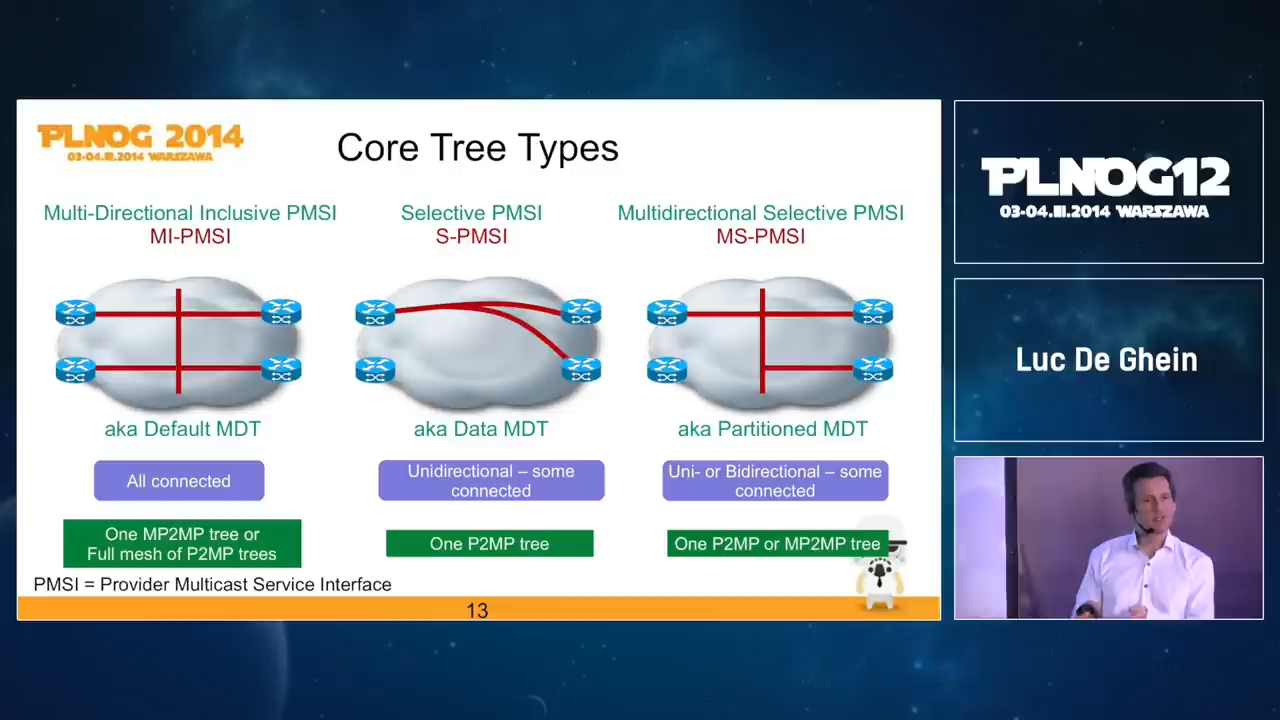 PLNOG 2014
03-04.III.2014 WARSZAWA
Core Tree Types
Multi-Directional Inclusive PMSI
MI-PMSI
Selective PMSI
S-PMSI
Multidirectional Selective PMSI
MS-PMSI
aka Default MDT
aka Data MDT
aka Partitioned MDT
All connected
Unidirectional – some
connected
Uni- or Bidirectional – some
connected
One MP2MP tree or
Full mesh of P2MP trees
One P2MP tree
One P2MP or MP2MP tree
PMSI = Provider Multicast Service Interface
13
PLNOG12
03-04.III.2014 WARSZAWA
Luc De Ghein